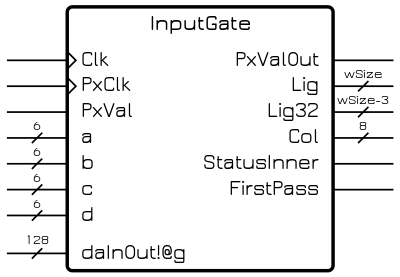 InputGate
Clk PxValOut
PxClk Lig wSize
PxVal Lig32 wSize-3
6 a Col 8
6 b StatusInner
6 c FirstPass
6 d
128 daInOut!@g